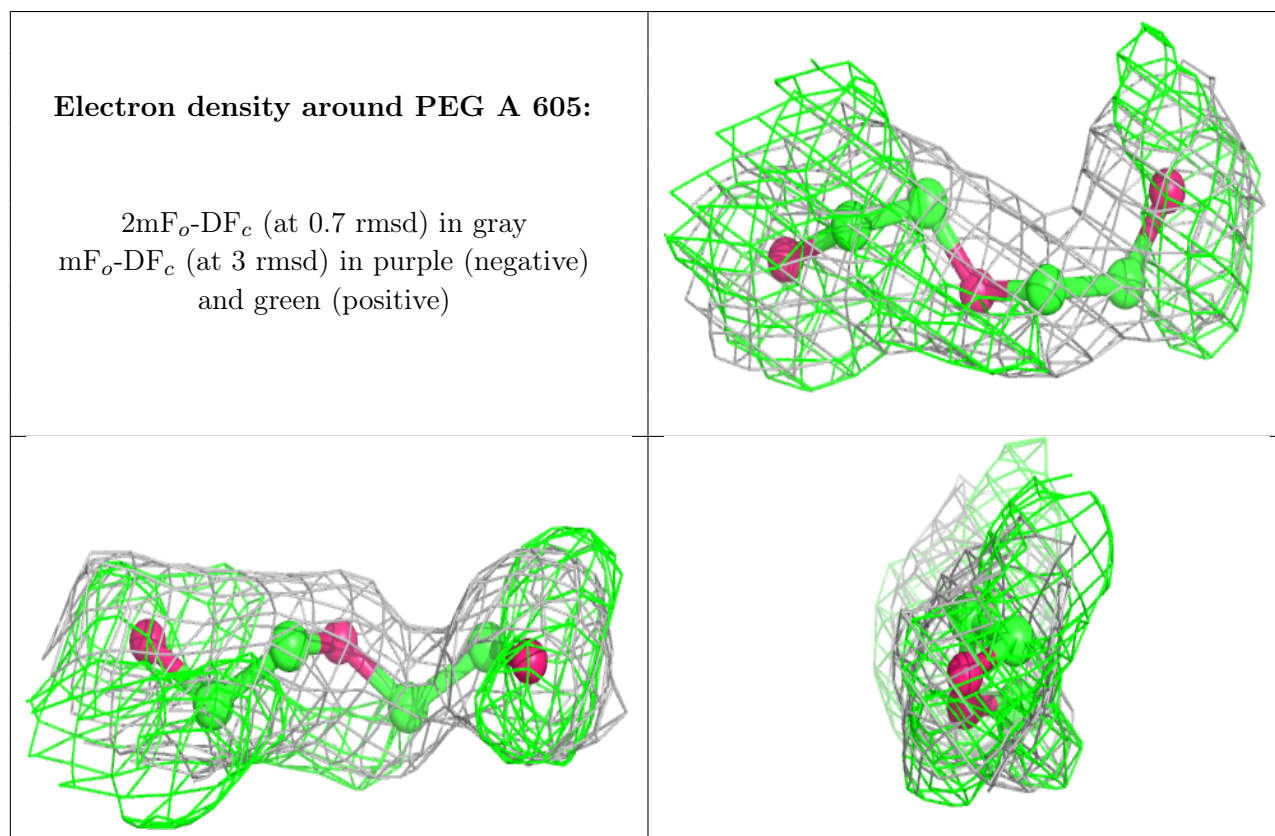 Electron density around PEG A 605:
2mFo-DFc (at 0.7 rmsd) in gray
mFo-DFc (at 3 rmsd) in purple (negative)
and green (positive)